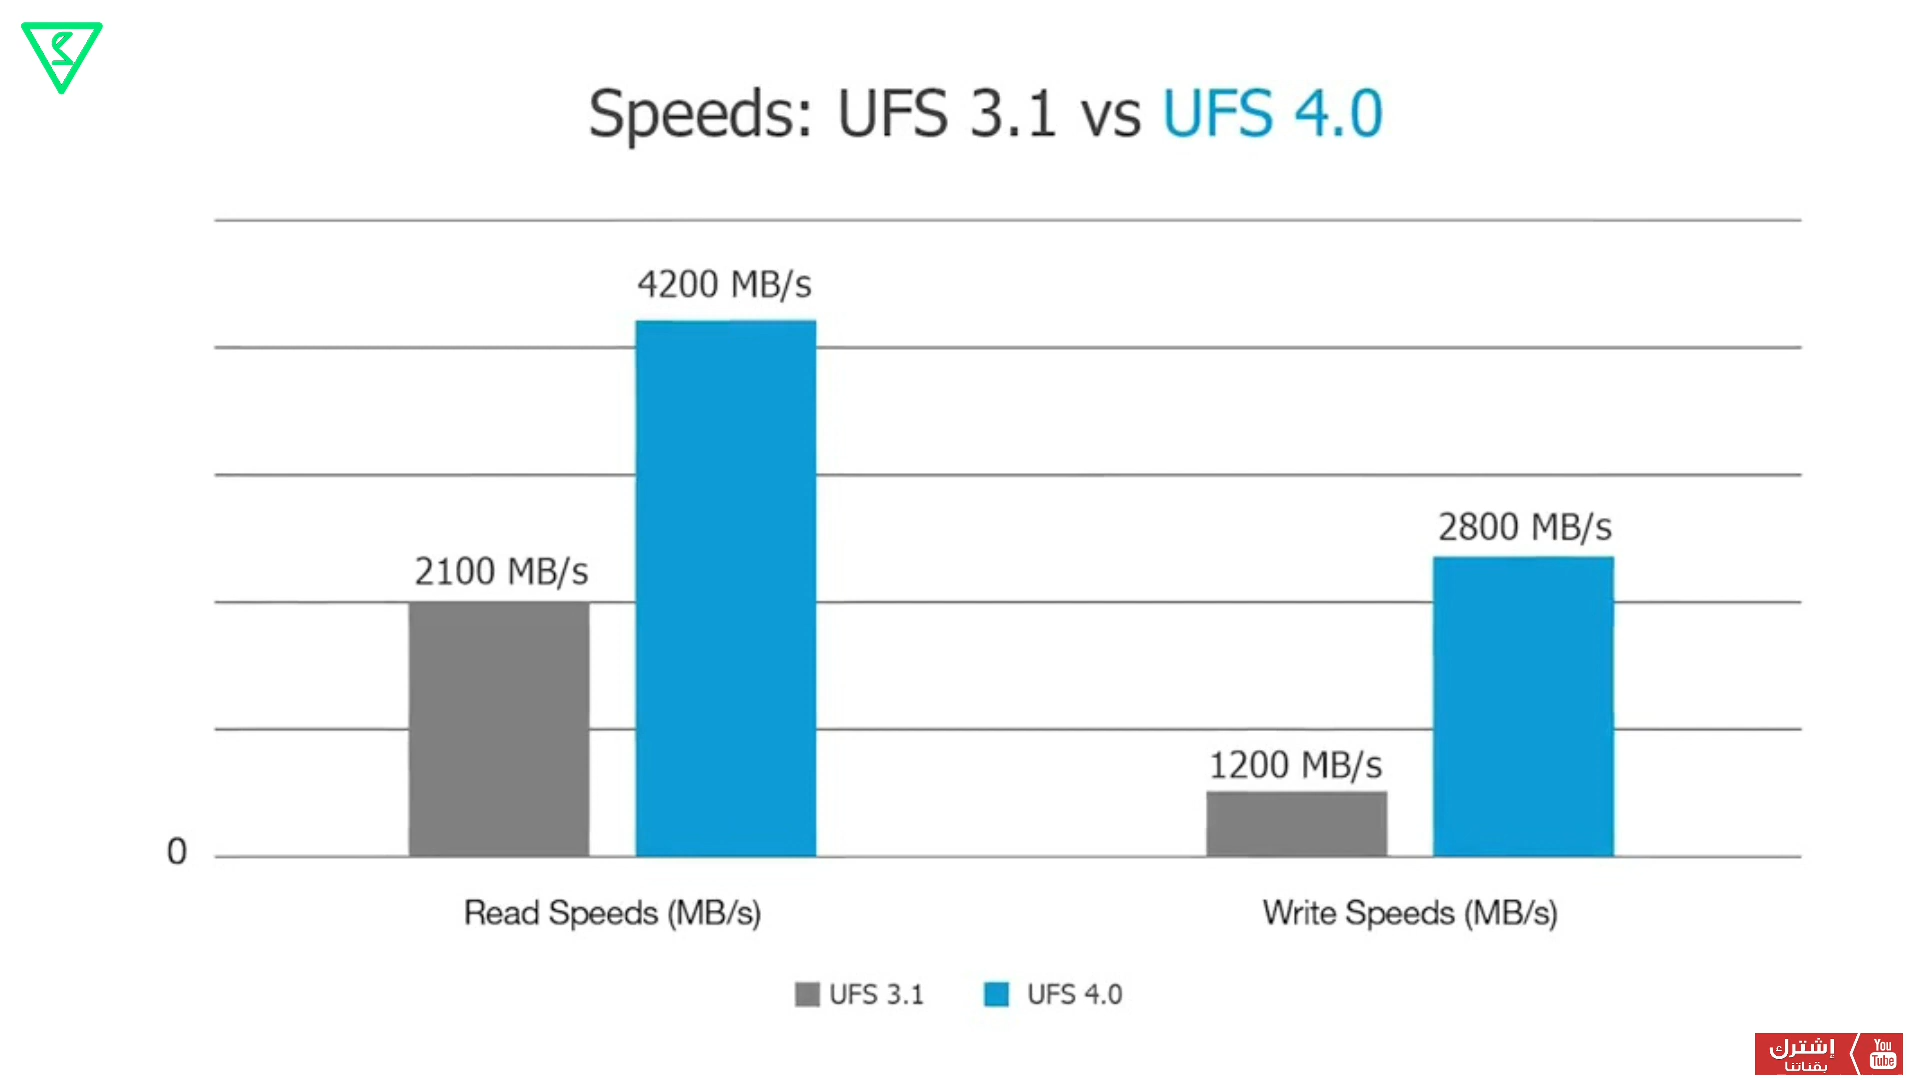 Speeds: UFS 3.1 vs UFS 4.0
4200 MB/s
2100 MB/s
2800 MB/s
1200 MB/s
0
Read Speeds (MB/s)
Write Speeds (MB/s)
UFS 3.1
UFS 4.0
إشترك
بقناتنا
You
Tube